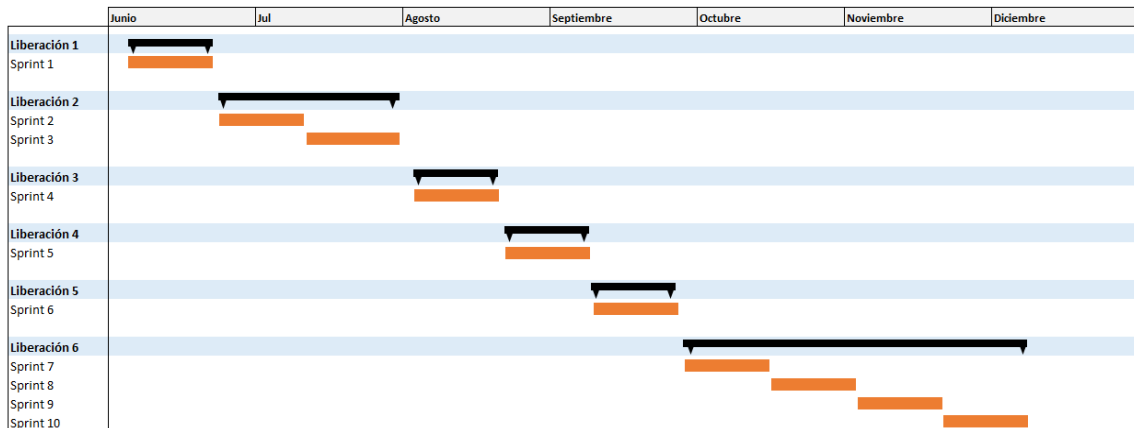 Junio Jul Agosto Septiembre Octubre Noviembre Diciembre
Liberación 1
Sprint 1
Liberación 2
Sprint 2
Sprint 3
Liberación 3
Sprint 4
Liberación 4
Sprint 5
Liberación 5
Sprint 6
Liberación 6
Sprint 7
Sprint 8
Sprint 9
Sprint 10